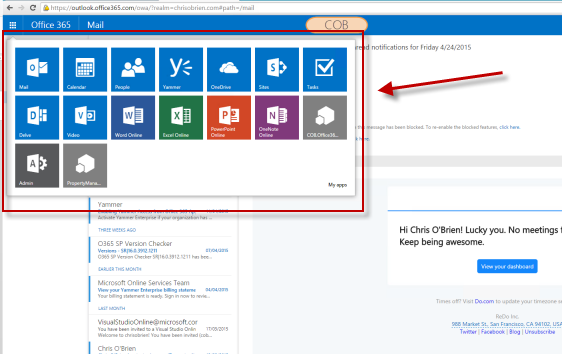 https://outlook.office365.com/owa/?realm=chrisobrien.com#path=/mail
Office 365 Mail COB
read notifications for Friday 4/24/2015
Mail Calendar People Yammer OneDrive Sites Tasks
this message has been blocked. To re-enable the blocked features, click here.
Delve Video Word Online Excel Online PowerPoint Online OneNote Online COB.Office36...
k here.
Admin PropertyMana...
My apps
Yammer
Activate Yammer Enterprise if your organization has ...
THREE WEEKS AGO
O365 SP Version Checker
Versions - SR(16.0.3912.1211) 07/04/2015
O365 SP Version Checker SR(16.0.3912.1211 has bee...
EARLIER THIS MONTH
Microsoft Online Services Team
View your Yammer Enterprise billing stateme 04/04/2015
Your billing statement is ready. Sign in now to revie...
LAST MONTH
VisualStudioOnline@microsoft.cor
You have been invited to a Visual Studio Onlin 17/03/2015
Welcome to chrisobrien! You have been invited (cob...
Chris O'Brien
Hi Chris O'Brien! Lucky you. No meetings f
Keep being awesome.
View your dashboard
Times off? Visit Do.com to update your timezone s
ReDo Inc.
988 Market St., San Francisco, CA 94102, USA
Twitter | Facebook | Blog | Unsubscribe